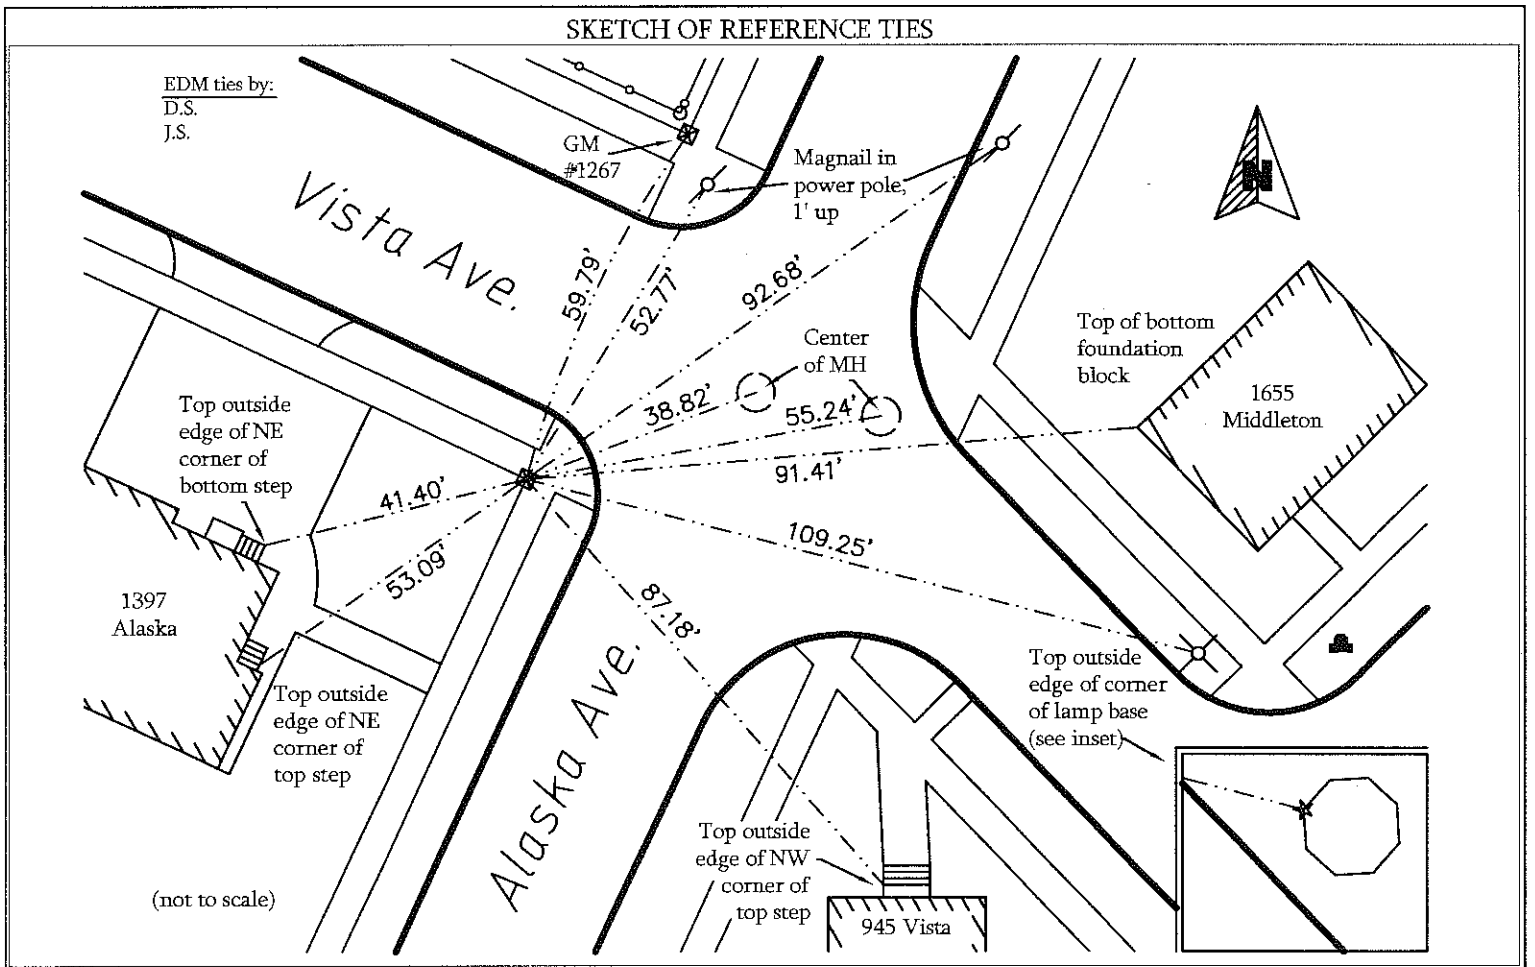 SKETCH OF REFERENCE TIES
EDM ties by:
D.S.
J.S.
GM
#1267
Magnail in
power pole,
1' up
N
Vista Ave.
59.79'
52.77'
92.68'
Center
of MH
38.82'
55.24'
91.41'
Top of bottom
foundation
block
1655
Middleton
Top outside
edge of NE
corner of
bottom step
41.40'
53.09'
109.25'
87.18'
1397
Alaska
Top outside
edge of NE
corner of
top step
Alaska Ave.
Top outside
edge of corner
of lamp base
(see inset)
Top outside
edge of NW
corner of
top step
945 Vista
(not to scale)